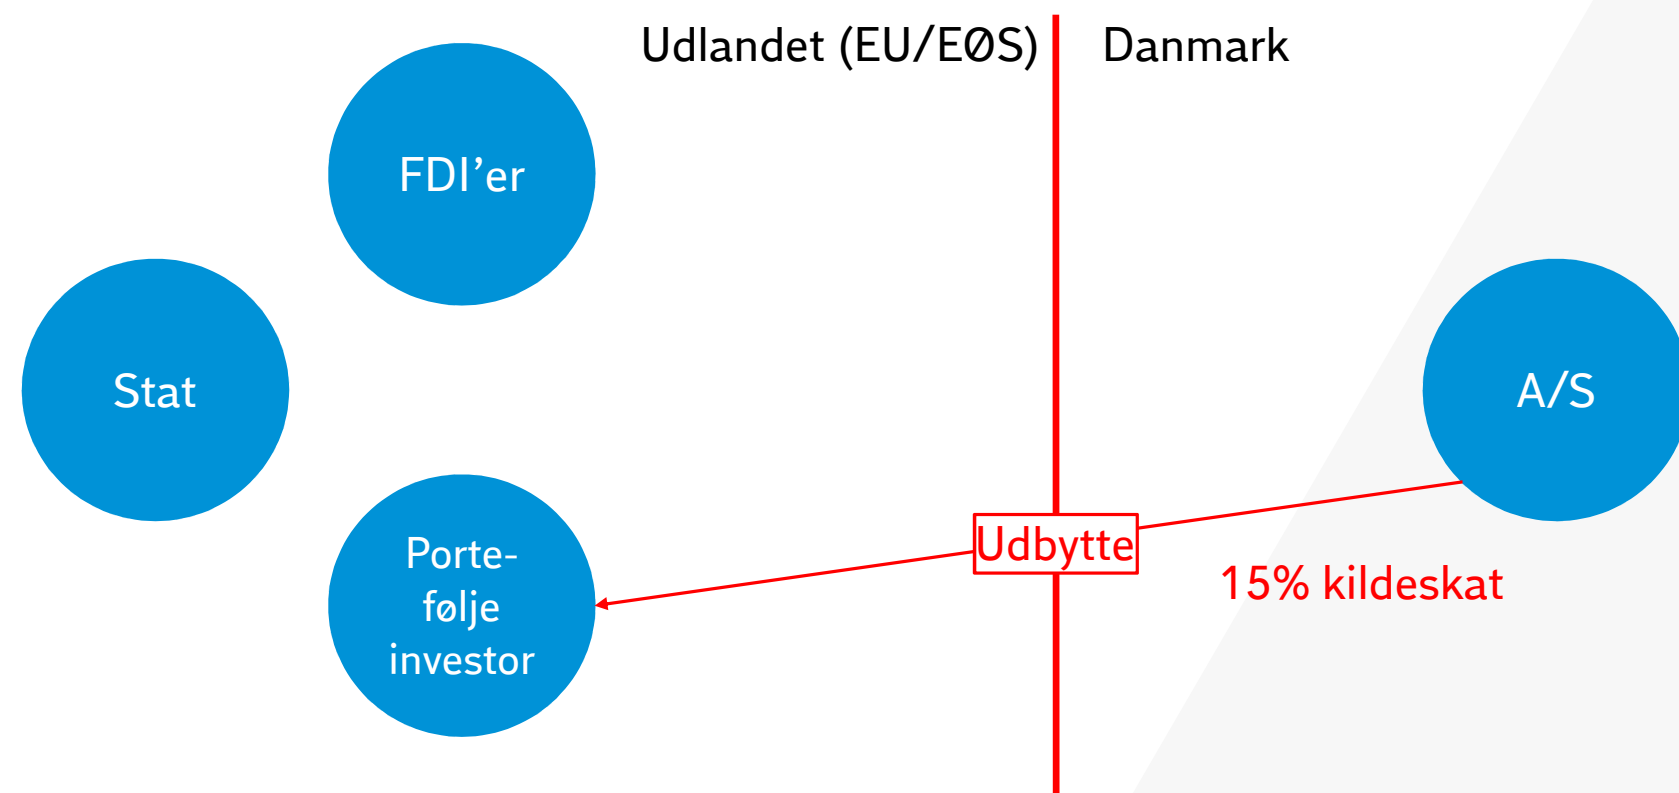 Udlandet (EU/EØS)
Danmark
FDI’er
Stat
A/S
Porte-
følje
investor
Udbytte
15% kildeskat